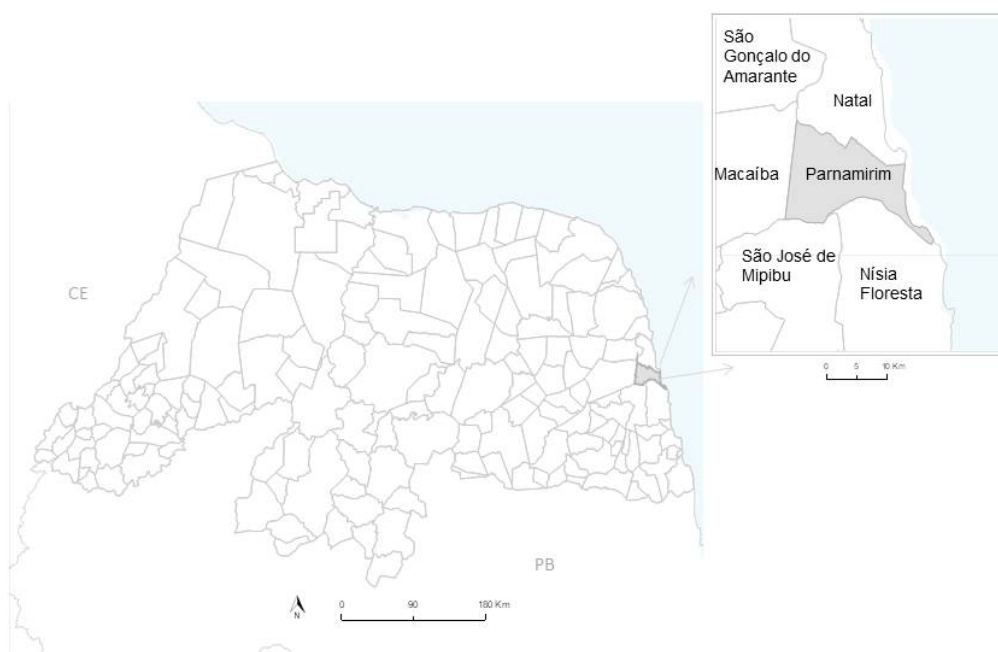 São
Gonçalo do
Amarante
Natal
Macaíba
Parnamirim
São José de
Mipibu
Nísia
Floresta
0 5 10 Km
CE
PB
N
0 90 180 Km